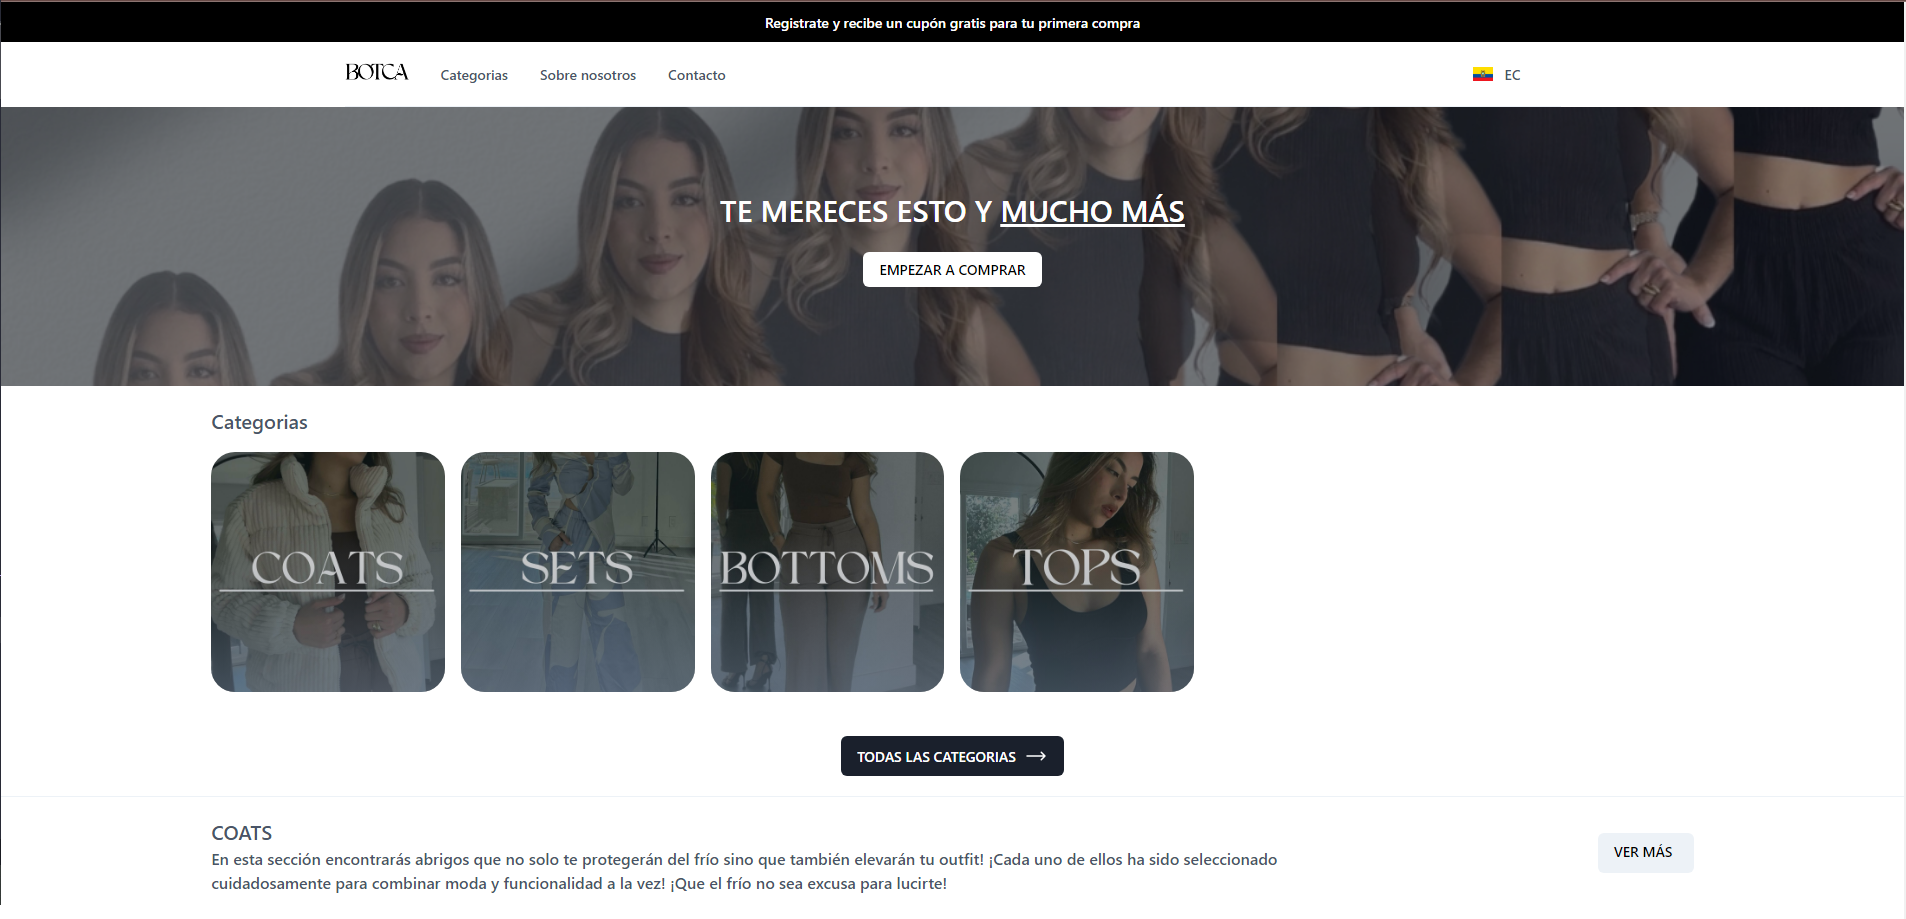 Registrate y recibe un cupón gratis para tu primera compra
BOTCA Categorias Sobre nosotros Contacto EC
TE MERECES ESTO Y MUCHO MÁS
EMPEZAR A COMPRAR
Categorias
COATS SETS BOTTOMS TOPS
TODAS LAS CATEGORIAS →
COATS
VER MÁS
En esta sección encontrarás abrigos que no solo te protegerán del frío sino que también elevarán tu outfit! ¡Cada uno de ellos ha sido seleccionado
cuidadosamente para combinar moda y funcionalidad a la vez! ¡Que el frío no sea excusa para lucirte!